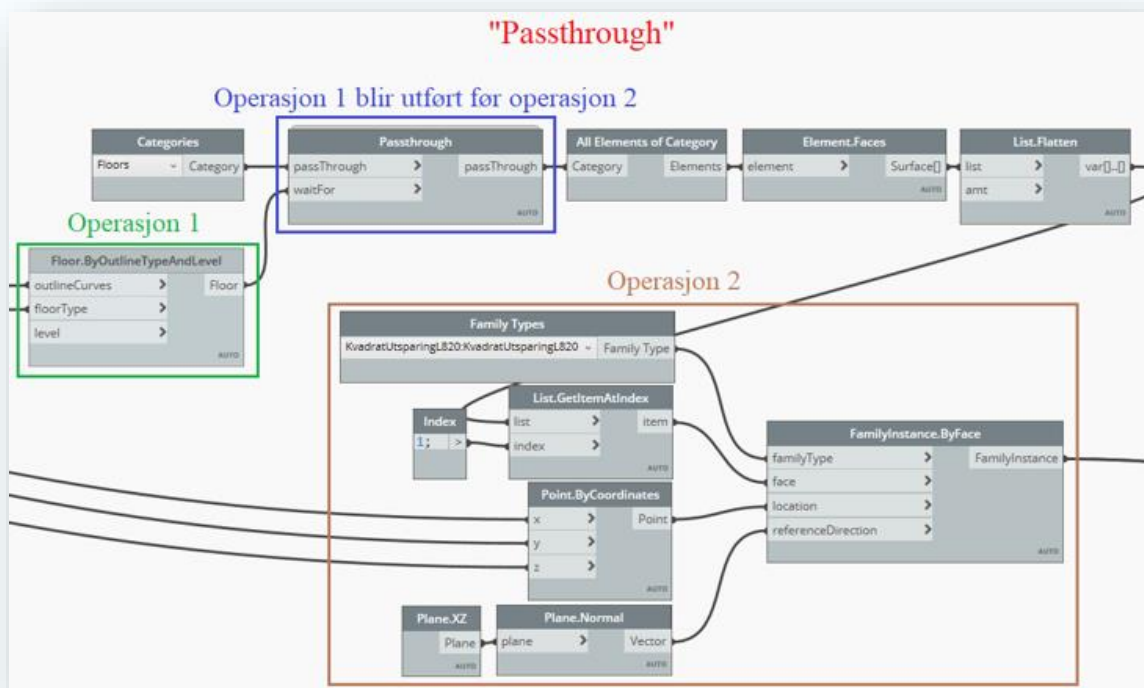 "Passthrough"
Operasjon 1 blir utført før operasjon 2
Categories
Floors
Category
Passthrough
passThrough > passThrough
waitFor >
AUTO
All Elements of Category
Category Elements
Element.Faces
element > Surface[]
AUTO
List.Flatten
list > var[]..[]
amt >
AUTO
Operasjon 1
Floor.ByOutlineTypeAndLevel
outlineCurves > Floor
floorType >
level >
AUTO
Operasjon 2
Family Types
KvadratUtsparingL820:KvadratUtsparingL820 Family Type
Index
1; >
List.GetItemAtIndex
list > item
index >
AUTO
Point.ByCoordinates
x > Point
y >
z >
AUTO
Plane.XZ
Plane
AUTO
Plane.Normal
plane > Vector
AUTO
FamilyInstance.ByFace
familyType > FamilyInstance
face >
location >
referenceDirection >
AUTO